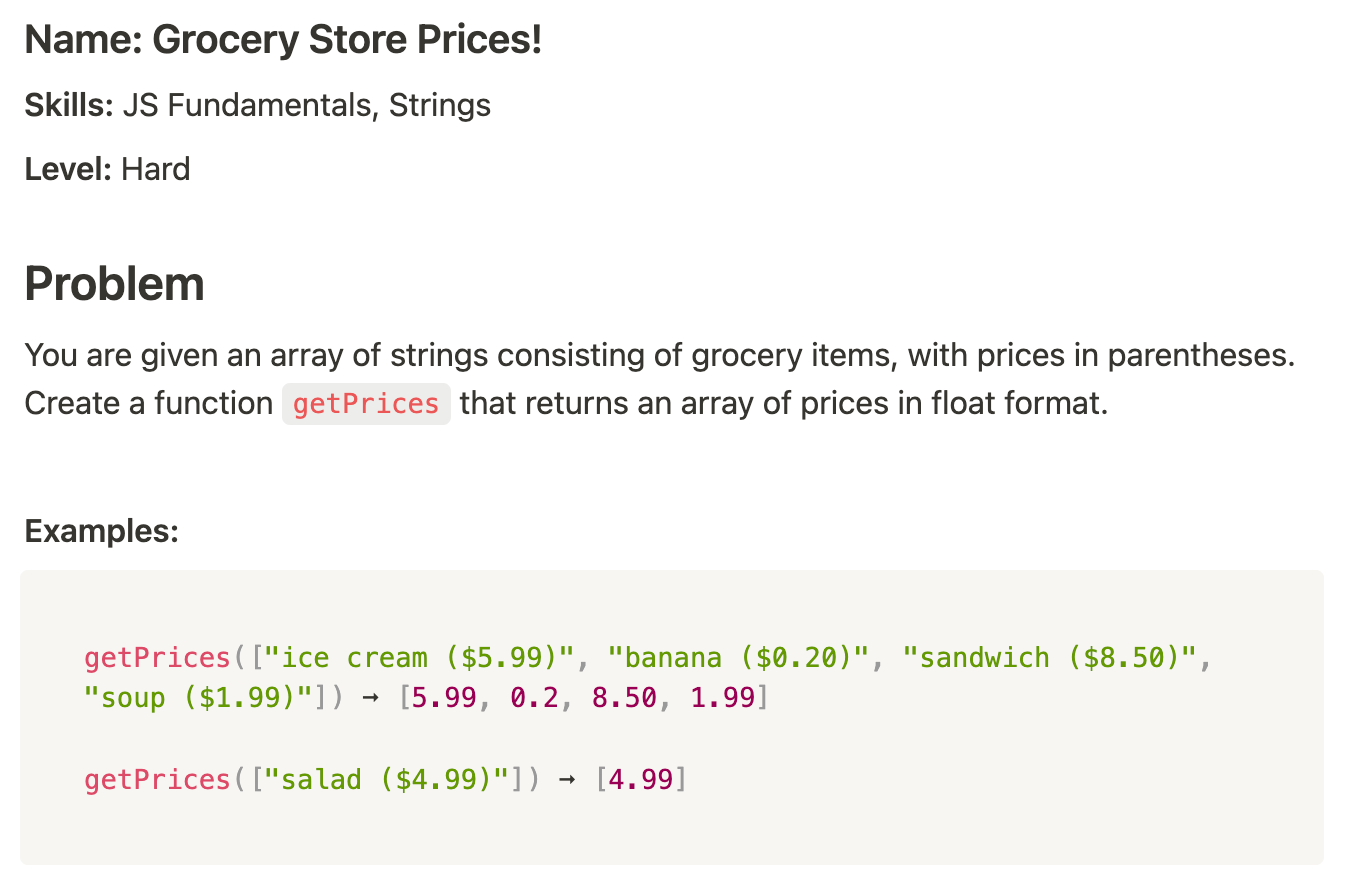 Name: Grocery Store Prices!
Skills: JS Fundamentals, Strings
Level: Hard
Problem
You are given an array of strings consisting of grocery items, with prices in parentheses.
Create a function getPrices that returns an array of prices in float format.
Examples:
getPrices(["ice cream ($5.99)", "banana ($0.20)", "sandwich ($8.50)",
"soup ($1.99)"]) → [5.99, 0.2, 8.50, 1.99]
getPrices(["salad ($4.99)"]) → [4.99]